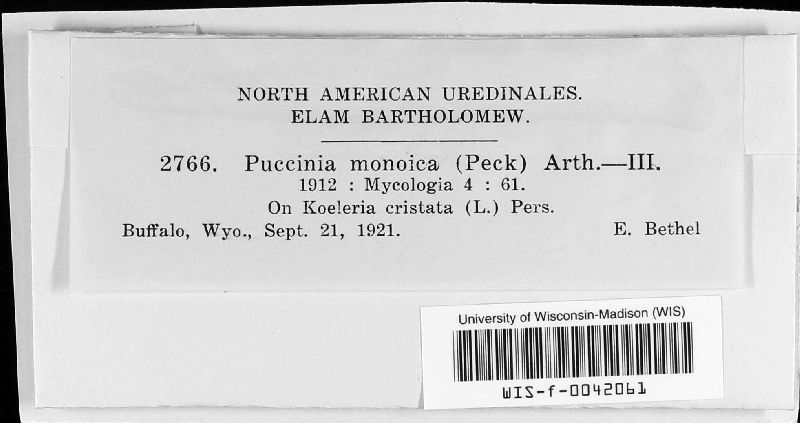 NORTH AMERICAN UREDINALES.
ELAM BARTHOLOMEW.
2766. Puccinia monoica (Peck) Arth.—III.
1912 : Mycologia 4 : 61.
On Koeleria cristata (L.) Pers.
Buffalo, Wyo., Sept. 21, 1921. E. Bethel
University of Wisconsin-Madison (WIS)
WIS-f-0042061